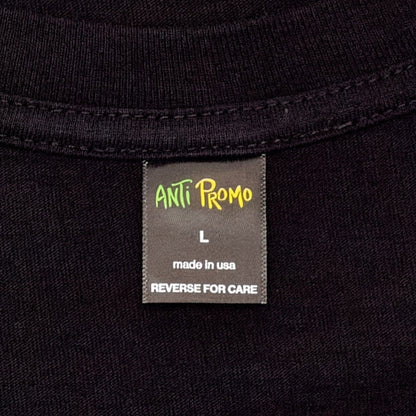 ANTI PROMO
L
made in usa
REVERSE FOR CARE